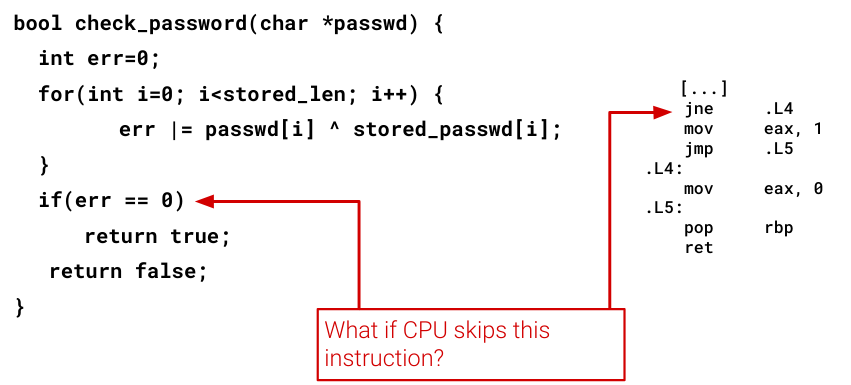 bool check_password(char *passwd) {
int err=0;
for(int i=0; i<stored_len; i++) {
err |= passwd[i] ^ stored_passwd[i];
}
if(err == 0)
return true;
return false;
}
[...]
jne .L4
mov eax, 1
jmp .L5
.L4:
mov eax, 0
.L5:
pop rbp
ret
What if CPU skips this
instruction?